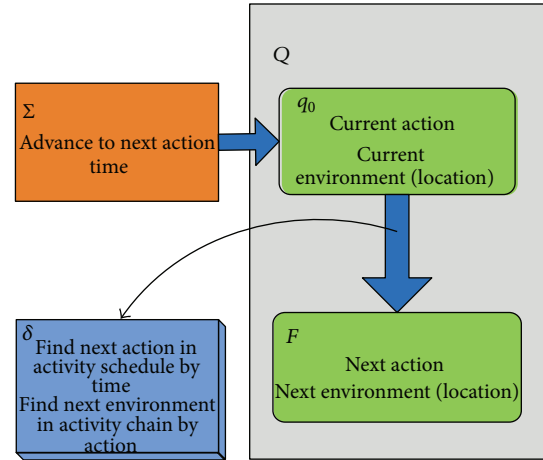 Q
Σ
Advance to next action
time
q0
Current action
Current
environment (location)
δ
Find next action in
activity schedule by
time
Find next environment
in activity chain by
action
F
Next action
Next environment (location)